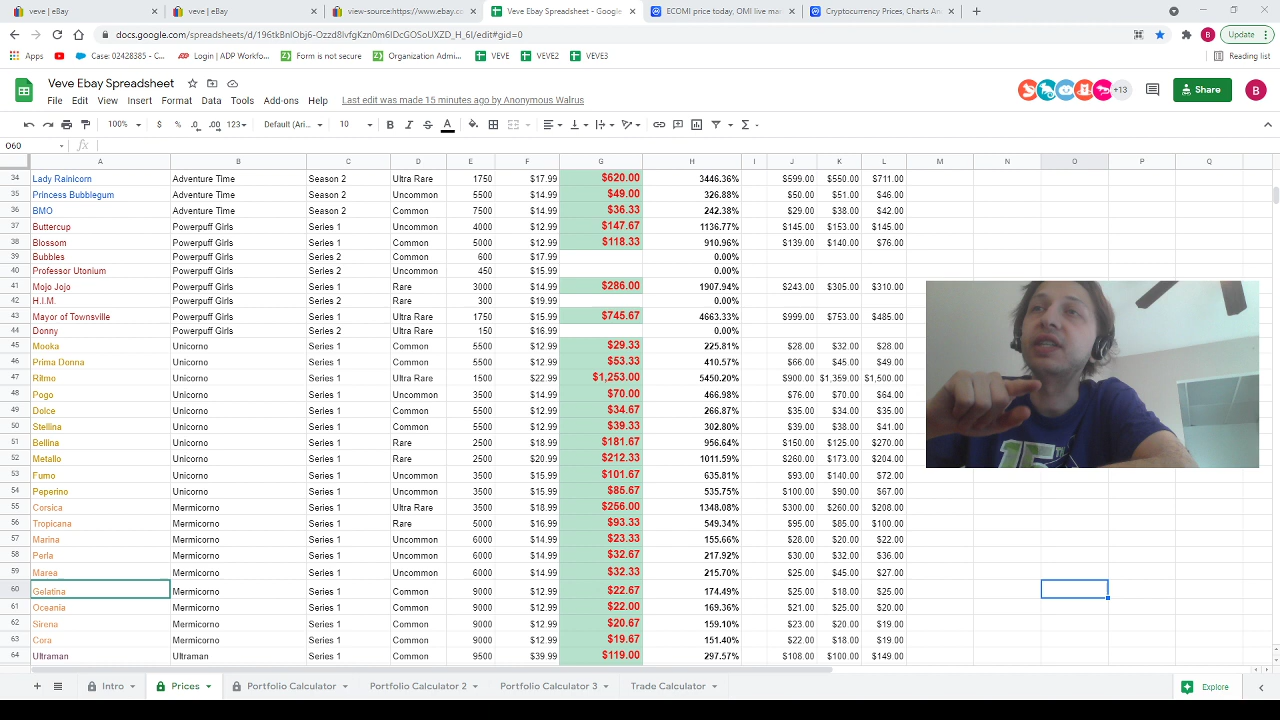 veve | eBay
veve | eBay
view-source:https://www.ebay.co
Veve Ebay Spreadsheet - Google
ECOMI price today, OMI live mar
Cryptocurrency Prices, Charts An
Update
Apps
Case: 02428385 - C...
Login | ADP Workfo...
Form is not secure
Organization Admi...
VEVE
VEVE2
VEVE3
Reading list
Veve Ebay Spreadsheet
File Edit View Insert Format Data Tools Add-ons Help Last edit was made 15 minutes ago by Anonymous Walrus
+13
Share
B
100% $ % .0 .00 123 Default (Ari... 10 B I S A
O60 fx
A B C D E F G H I J K L M N O P Q
34 Lady Rainicorn Adventure Time Season 2 Ultra Rare 1750 $17.99 $620.00 3446.36% $599.00 $550.00 $711.00
35 Princess Bubblegum Adventure Time Season 2 Uncommon 5500 $14.99 $49.00 326.88% $50.00 $51.00 $46.00
36 BMO Adventure Time Season 2 Common 7500 $14.99 $36.33 242.38% $29.00 $38.00 $42.00
37 Buttercup Powerpuff Girls Series 1 Uncommon 4000 $12.99 $147.67 1136.77% $145.00 $153.00 $145.00
38 Blossom Powerpuff Girls Series 1 Common 5000 $12.99 $118.33 910.96% $139.00 $140.00 $76.00
39 Bubbles Powerpuff Girls Series 2 Common 600 $17.99 0.00%
40 Professor Utonium Powerpuff Girls Series 2 Uncommon 450 $15.99 0.00%
41 Mojo Jojo Powerpuff Girls Series 1 Rare 3000 $14.99 $286.00 1907.94% $243.00 $305.00 $310.00
42 H.I.M. Powerpuff Girls Series 2 Rare 300 $19.99 0.00%
43 Mayor of Townsville Powerpuff Girls Series 1 Ultra Rare 1750 $15.99 $745.67 4663.33% $999.00 $753.00 $485.00
44 Donny Powerpuff Girls Series 2 Ultra Rare 150 $16.99 0.00%
45 Mooka Unicorno Series 1 Common 5500 $12.99 $29.33 225.81% $28.00 $32.00 $28.00
46 Prima Donna Unicorno Series 1 Common 5500 $12.99 $53.33 410.57% $66.00 $45.00 $49.00
47 Ritmo Unicorno Series 1 Ultra Rare 1500 $22.99 $1,253.00 5450.20% $900.00 $1,359.00 $1,500.00
48 Pogo Unicorno Series 1 Uncommon 3500 $14.99 $70.00 466.98% $76.00 $70.00 $64.00
49 Dolce Unicorno Series 1 Common 5500 $12.99 $34.67 266.87% $35.00 $34.00 $35.00
50 Stellina Unicorno Series 1 Common 5500 $12.99 $39.33 302.80% $39.00 $38.00 $41.00
51 Bellina Unicorno Series 1 Rare 2500 $18.99 $181.67 956.64% $150.00 $125.00 $270.00
52 Metallo Unicorno Series 1 Rare 2500 $20.99 $212.33 1011.59% $260.00 $173.00 $204.00
53 Fumo Unicorno Series 1 Uncommon 3500 $15.99 $101.67 635.81% $93.00 $140.00 $72.00
54 Peperino Unicorno Series 1 Uncommon 3500 $15.99 $85.67 535.75% $100.00 $90.00 $67.00
55 Corsica Mermicorno Series 1 Ultra Rare 3500 $18.99 $256.00 1348.08% $300.00 $260.00 $208.00
56 Tropicana Mermicorno Series 1 Rare 5000 $16.99 $93.33 549.34% $95.00 $85.00 $100.00
57 Marina Mermicorno Series 1 Uncommon 6000 $14.99 $23.33 155.66% $28.00 $20.00 $22.00
58 Perla Mermicorno Series 1 Uncommon 6000 $14.99 $32.67 217.92% $30.00 $32.00 $36.00
59 Marea Mermicorno Series 1 Uncommon 6000 $14.99 $32.33 215.70% $25.00 $45.00 $27.00
60 Gelatina Mermicorno Series 1 Common 9000 $12.99 $22.67 174.49% $25.00 $18.00 $25.00
61 Oceania Mermicorno Series 1 Common 9000 $12.99 $22.00 169.36% $21.00 $25.00 $20.00
62 Sirena Mermicorno Series 1 Common 9000 $12.99 $20.67 159.10% $23.00 $20.00 $19.00
63 Cora Mermicorno Series 1 Common 9000 $12.99 $19.67 151.40% $22.00 $18.00 $19.00
64 Ultraman Ultraman Series 1 Common 9500 $39.99 $119.00 297.57% $108.00 $100.00 $149.00
Intro Prices Portfolio Calculator Portfolio Calculator 2 Portfolio Calculator 3 Trade Calculator Explore